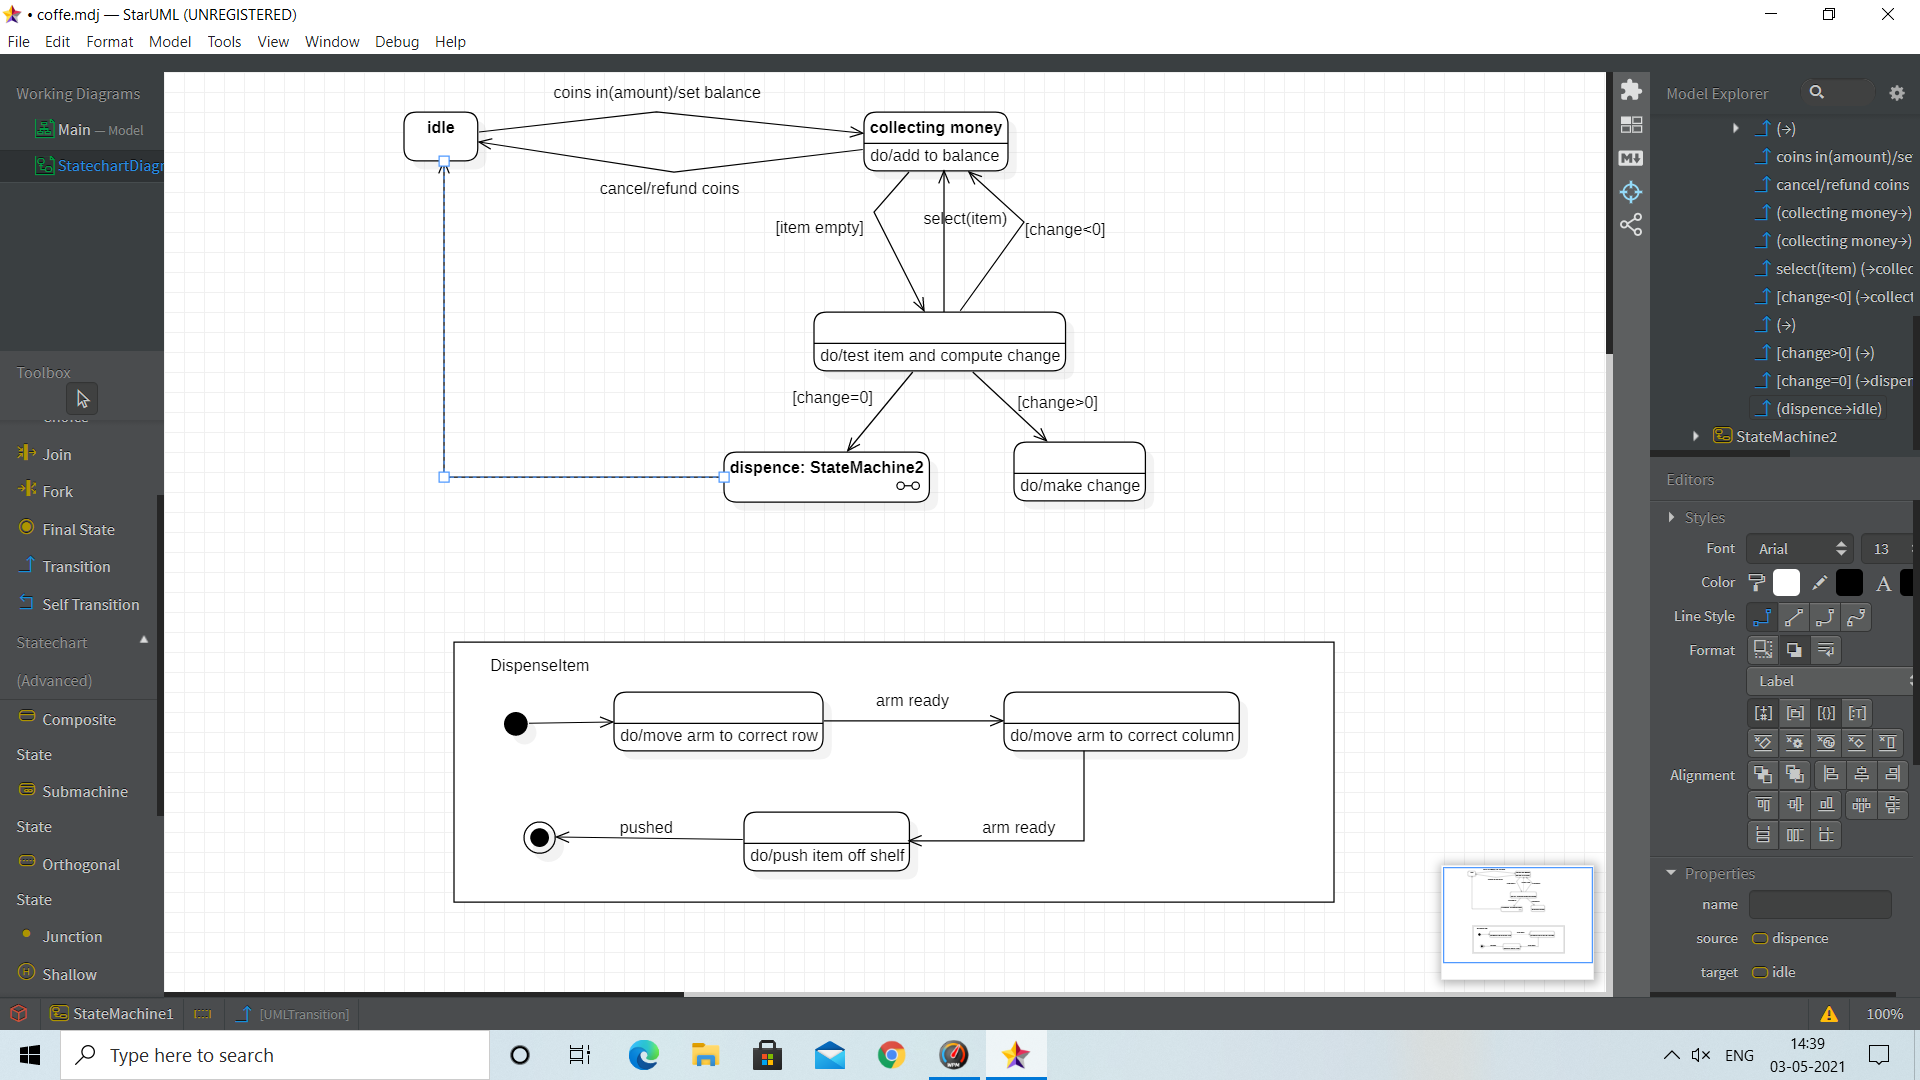 • coffe.mdj — StarUML (UNREGISTERED)
File Edit Format Model Tools View Window Debug Help
Working Diagrams
Main — Model
StatechartDiagr
Toolbox
Join
Fork
Final State
Transition
Self Transition
Statechart
(Advanced)
Composite
State
Submachine
State
Orthogonal
State
Junction
Shallow
coins in(amount)/set balance
idle
collecting money
do/add to balance
cancel/refund coins
[item empty]
select(item)
[change<0]
do/test item and compute change
[change=0]
[change>0]
dispence: StateMachine2
do/make change
DispenseItem
do/move arm to correct row
arm ready
do/move arm to correct column
pushed
arm ready
do/push item off shelf
Model Explorer
(→)
coins in(amount)/se
cancel/refund coins
(collecting money→)
(collecting money→)
select(item) (→collec
[change<0] (→collect
(→)
[change>0] (→)
[change=0] (→disper
(dispence→idle)
StateMachine2
Editors
Styles
Font Arial 13
Color A
Line Style
Format
Label
Alignment
Properties
name
source dispence
target idle
StateMachine1 [UMLTransition] 100%
Type here to search
ENG
14:39
03-05-2021